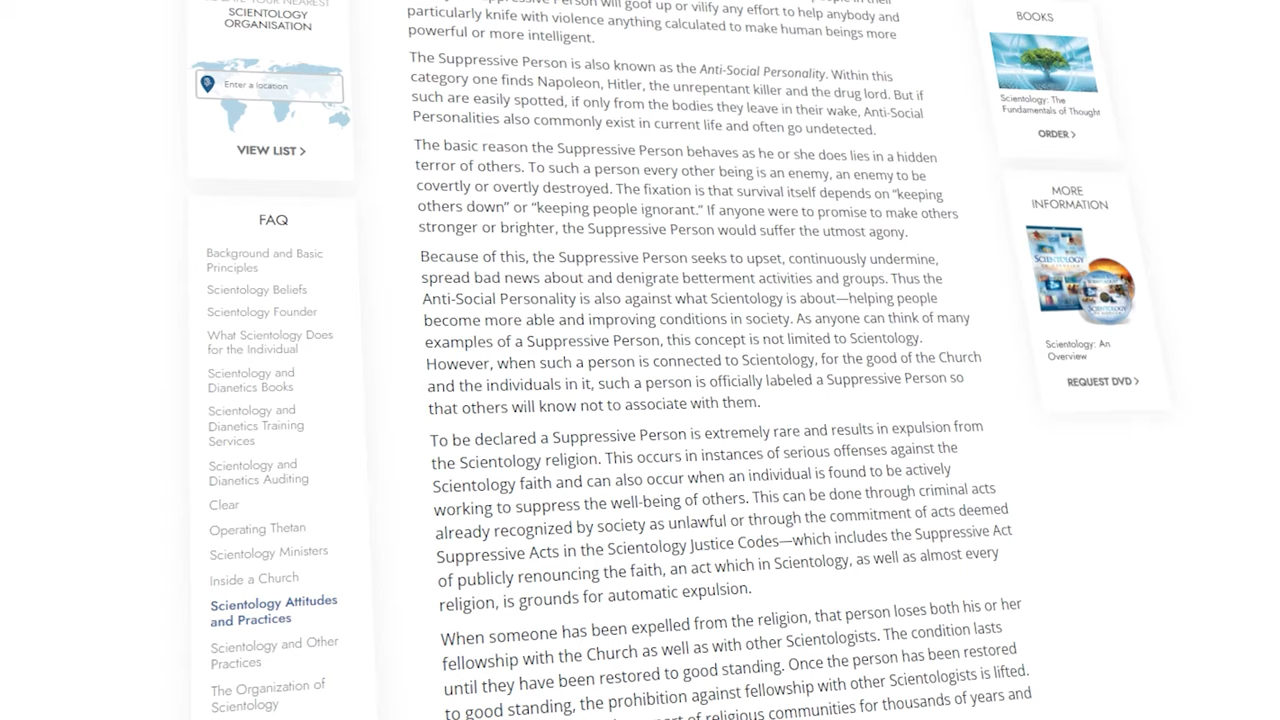 SCIENTOLOGY
ORGANISATION
Enter a location
VIEW LIST >
FAQ
Background and Basic
Principles
Scientology Beliefs
Scientology Founder
What Scientology Does
for the Individual
Scientology and
Dianetics Books
Scientology and
Dianetics Training
Services
Scientology and
Dianetics Auditing
Clear
Operating Thetan
Scientology Ministers
Inside a Church
Scientology Attitudes
and Practices
Scientology and Other
Practices
The Organization of
Scientology
will goof up or vilify any effort to help anybody and
particularly knife with violence anything calculated to make human beings more
powerful or more intelligent.
The Suppressive Person is also known as the Anti-Social Personality. Within this
category one finds Napoleon, Hitler, the unrepentant killer and the drug lord. But if
such are easily spotted, if only from the bodies they leave in their wake, Anti-Social
Personalities also commonly exist in current life and often go undetected.
The basic reason the Suppressive Person behaves as he or she does lies in a hidden
terror of others. To such a person every other being is an enemy, an enemy to be
covertly or overtly destroyed. The fixation is that survival itself depends on “keeping
others down” or “keeping people ignorant.” If anyone were to promise to make others
stronger or brighter, the Suppressive Person would suffer the utmost agony.
Because of this, the Suppressive Person seeks to upset, continuously undermine,
spread bad news about and denigrate betterment activities and groups. Thus the
Anti-Social Personality is also against what Scientology is about—helping people
become more able and improving conditions in society. As anyone can think of many
examples of a Suppressive Person, this concept is not limited to Scientology.
However, when such a person is connected to Scientology, for the good of the Church
and the individuals in it, such a person is officially labeled a Suppressive Person so
that others will know not to associate with them.
To be declared a Suppressive Person is extremely rare and results in expulsion from
the Scientology religion. This occurs in instances of serious offenses against the
Scientology faith and can also occur when an individual is found to be actively
working to suppress the well-being of others. This can be done through criminal acts
already recognized by society as unlawful or through the commitment of acts deemed
Suppressive Acts in the Scientology Justice Codes—which includes the Suppressive Act
of publicly renouncing the faith, an act which in Scientology, as well as almost every
religion, is grounds for automatic expulsion.
When someone has been expelled from the religion, that person loses both his or her
fellowship with the Church as well as with other Scientologists. The condition lasts
until they have been restored to good standing. Once the person has been restored
to good standing, the prohibition against fellowship with other Scientologists is lifted.
of religious communities for thousands of years and
BOOKS
Scientology: The
Fundamentals of Thought
ORDER >
MORE
INFORMATION
SCIENTOLOGY
Scientology: An
Overview
REQUEST DVD >